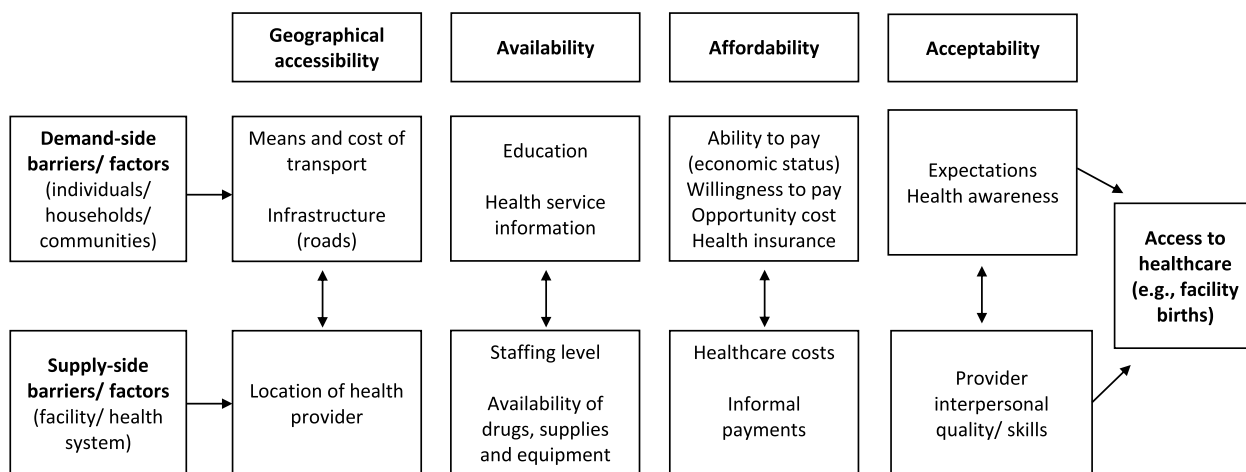 Geographical
accessibility
Availability
Affordability
Acceptability
Demand-side
barriers/ factors
(individuals/
households/
communities)
Means and cost of
transport
Infrastructure
(roads)
Education
Health service
information
Ability to pay
(economic status)
Willingness to pay
Opportunity cost
Health insurance
Expectations
Health awareness
Access to
healthcare
(e.g., facility
births)
Supply-side
barriers/ factors
(facility/ health
system)
Location of health
provider
Staffing level
Availability of
drugs, supplies
and equipment
Healthcare costs
Informal
payments
Provider
interpersonal
quality/ skills